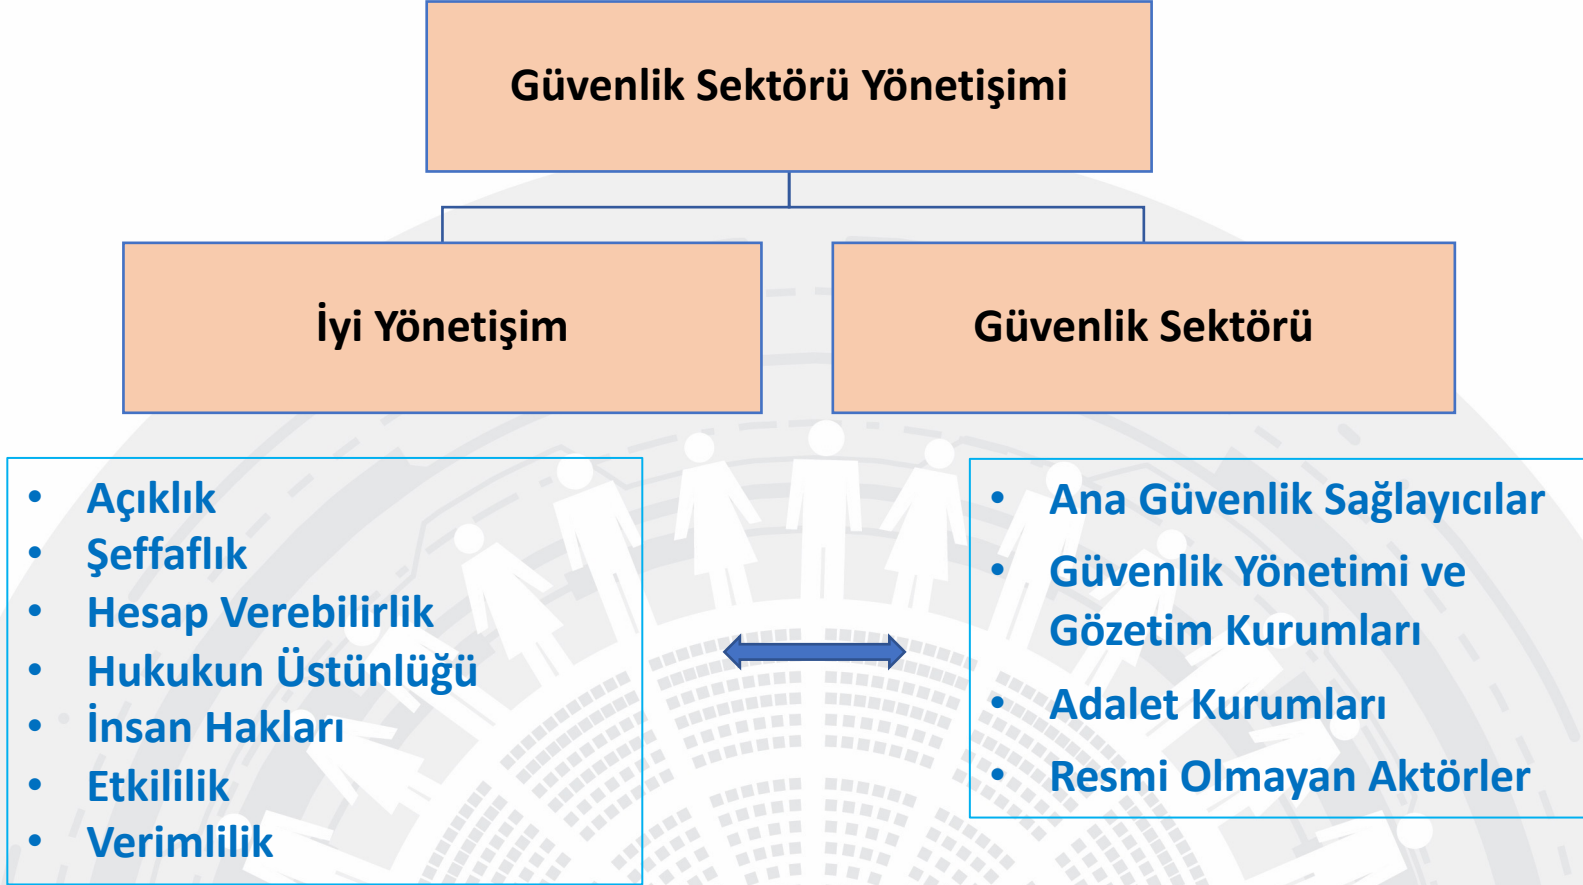 Güvenlik Sektörü Yönetişimi
İyi Yönetişim
Güvenlik Sektörü
• Açıklık
• Şeffaflık
• Hesap Verebilirlik
• Hukukun Üstünlüğü
• İnsan Hakları
• Etkililik
• Verimlilik
• Ana Güvenlik Sağlayıcılar
• Güvenlik Yönetimi ve
Gözetim Kurumları
• Adalet Kurumları
• Resmi Olmayan Aktörler